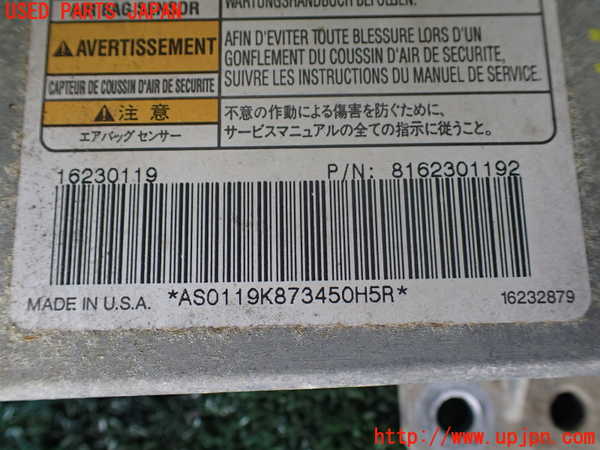 USED PARTS JAPAN
WARTUNGSHANDBUCH BEFOLGEN.
AVERTISSEMENT
CAPTEUR DE COUSSIN D'AIR DE SECURITE
AFIN D'EVITER TOUTE BLESSURE LORS D'UN
GONFLEMENT DU COUSSIN D'AIR DE SECURITE,
SUIVRE LES INSTRUCTIONS DU MANUEL DE SERVICE.
注意
エアバッグ センサー
不意の作動による傷害を防ぐために、
サービスマニュアルの全ての指示に従うこと。
16230119 P/N: 8162301192
MADE IN U.S.A. *AS0119K873450H5R* 16232879
http://www.upjpn.com/